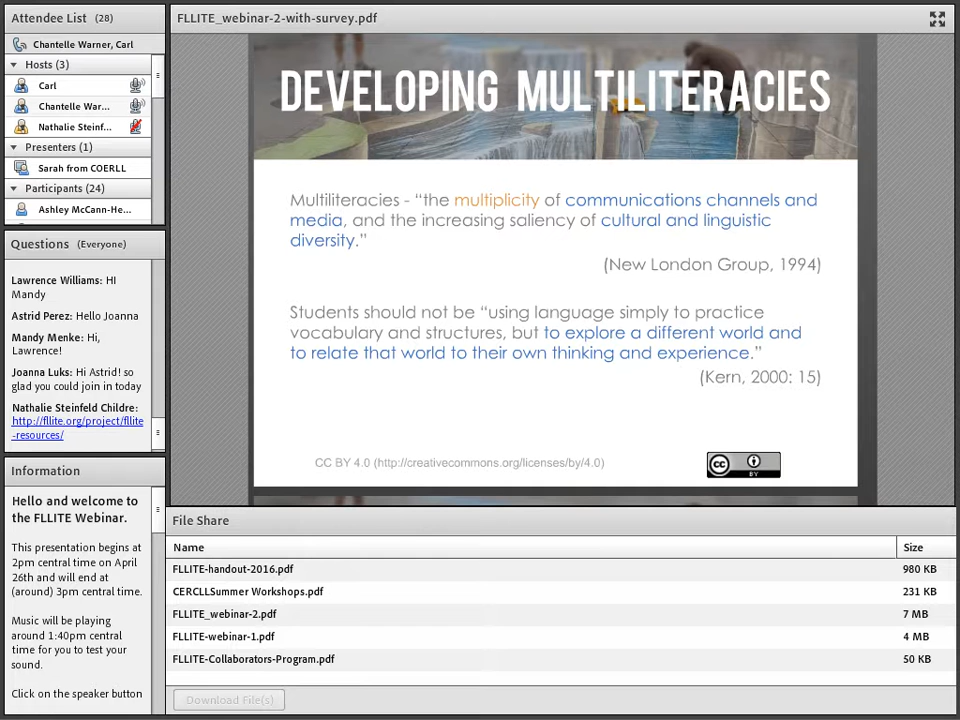 Attendee List (28)
Chantelle Warner, Carl
Hosts (3)
Carl
Chantelle War...
Nathalie Steinf...
Presenters (1)
Sarah from COERLL
Participants (24)
Ashley McCann-He...
Questions (Everyone)
Lawrence Williams: HI
Mandy
Astrid Perez: Hello Joanna
Mandy Menke: Hi,
Lawrence!
Joanna Luks: Hi Astrid! so
glad you could join in today
Nathalie Steinfeld Childre:
http://fllite.org/project/fllite
-resources/
Information
Hello and welcome to
the FLLITE Webinar.
This presentation begins at
2pm central time on April
26th and will end at
(around) 3pm central time.
Music will be playing
around 1:40pm central
time for you to test your
sound.
Click on the speaker button
FLLITE_webinar-2-with-survey.pdf
DEVELOPING MULTILITERACIES
Multiliteracies - “the multiplicity of communications channels and
media, and the increasing saliency of cultural and linguistic
diversity.”
(New London Group, 1994)
Students should not be “using language simply to practice
vocabulary and structures, but to explore a different world and
to relate that world to their own thinking and experience.”
(Kern, 2000: 15)
CC BY 4.0 (http://creativecommons.org/licenses/by/4.0)
cc
BY
File Share
Name Size
FLLITE-handout-2016.pdf 980 KB
CERCLLSummer Workshops.pdf 231 KB
FLLITE_webinar-2.pdf 7 MB
FLLITE-webinar-1.pdf 4 MB
FLLITE-Collaborators-Program.pdf 50 KB
Download File(s)